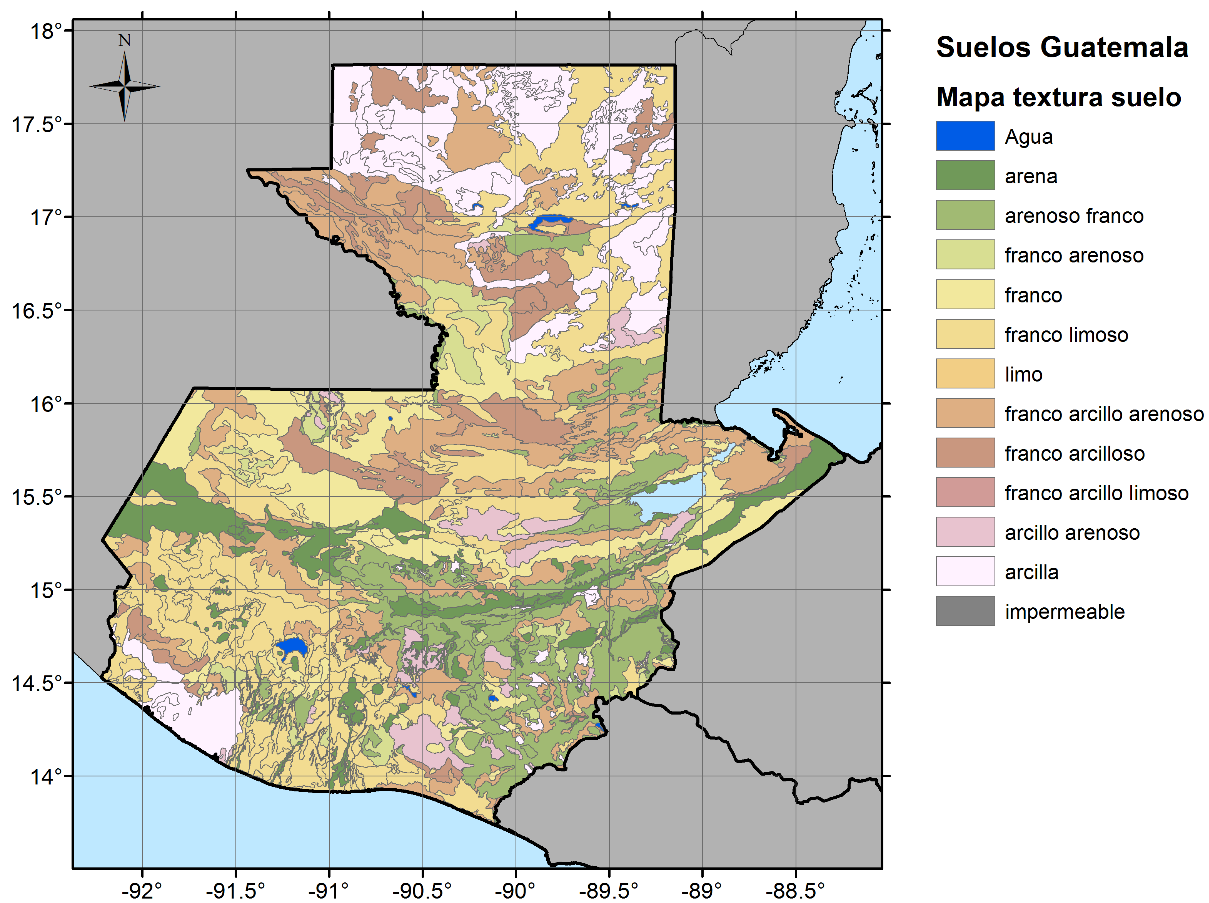 Suelos Guatemala
Mapa textura suelo
Agua
arena
arenoso franco
franco arenoso
franco
franco limoso
limo
franco arcillo arenoso
franco arcilloso
franco arcillo limoso
arcillo arenoso
arcilla
impermeable
N
18°
17.5°
17°
16.5°
16°
15.5°
15°
14.5°
14°
-92°
-91.5°
-91°
-90.5°
-90°
-89.5°
-89°
-88.5°